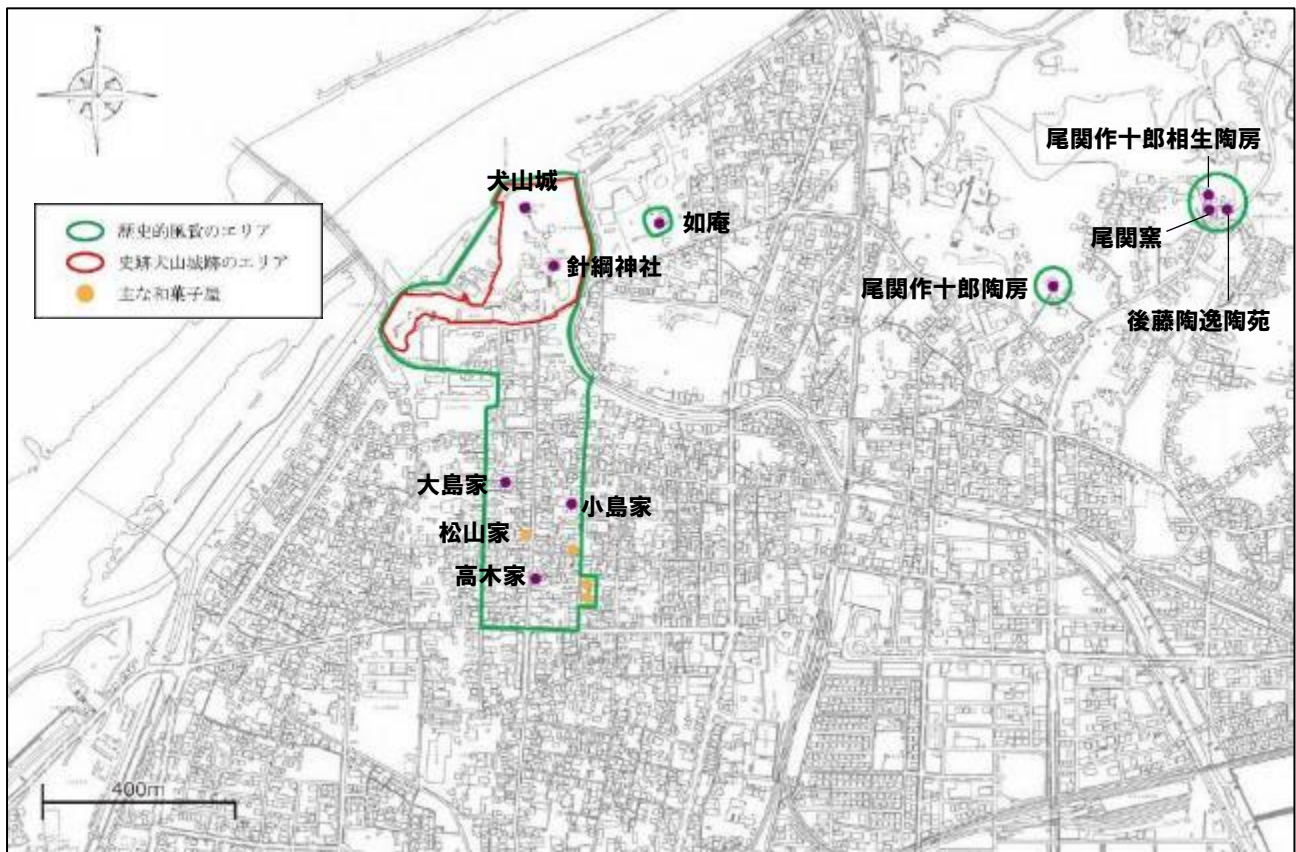 N
犬山城
如庵
針綱神社
尾関作十郎相生陶房
尾関窯
尾関作十郎陶房
後藤陶逸陶苑
歴史的風致のエリア
史跡犬山城跡のエリア
主な和菓子屋
大島家
小島家
松山家
高木家
400m